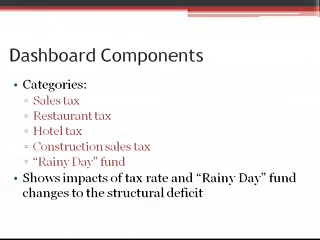 Dashboard Components
• Categories:
▫ Sales tax
▫ Restaurant tax
▫ Hotel tax
▫ Construction sales tax
▫ “Rainy Day” fund
• Shows impacts of tax rate and “Rainy Day” fund
changes to the structural deficit